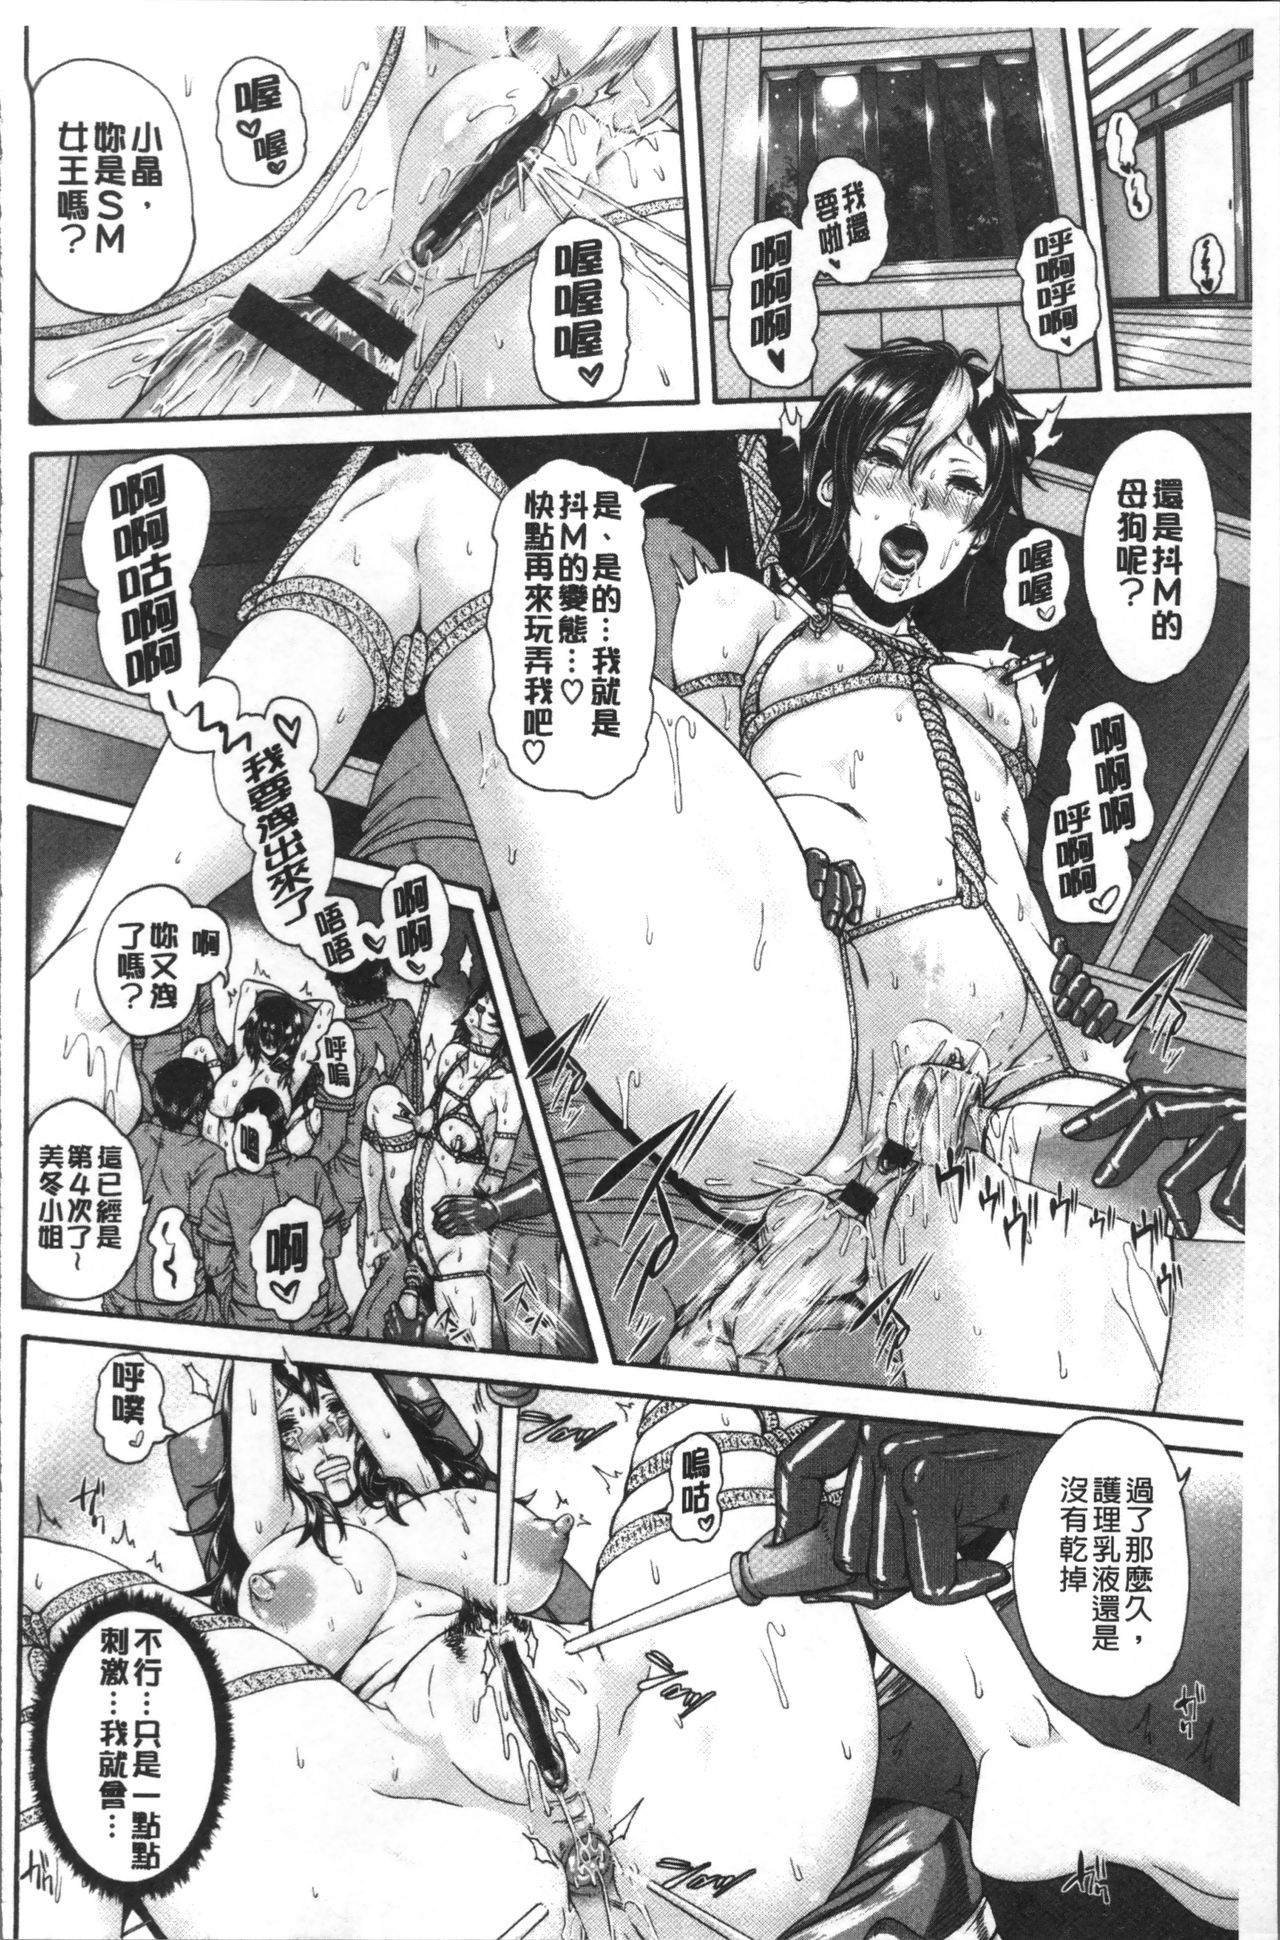 我還
要啦♥
呼啊呼啊♥
啊啊啊♥
小晶，
妳是SM
女王嗎？
喔♥喔♥
喔喔喔♥
還是抖M的
母狗呢？
喔喔♥
是、是的…我就是
抖M的變態…♡
快點再來玩弄我吧♡
啊啊啊啊
呼啊啊♥
啊啊咕啊啊
我要洩出來了
啊啊♥
唔唔♥
啊
妳又洩
了嗎？
呼嗚
啊♥
這已經是
第4次了~
美冬小姐
過了那麼久，
護理乳液還是
沒有乾掉
嗚咕♥
呼噗♥
不行…只是一點點
刺激…我就會…